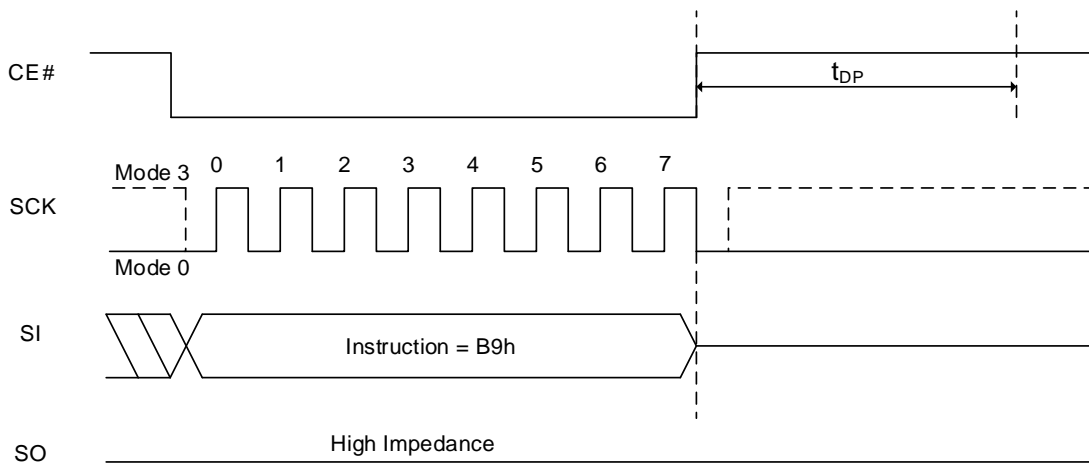 CE#
tDP
Mode 3
0 1 2 3 4 5 6 7
SCK
Mode 0
SI
Instruction = B9h
SO
High Impedance